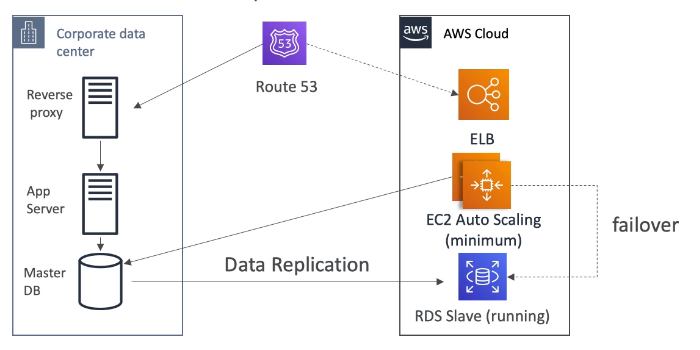 Corporate data
center
aws
AWS Cloud
53
Route 53
Reverse
proxy
ELB
App
Server
EC2 Auto Scaling
(minimum)
failover
Master
DB
Data Replication
RDS Slave (running)